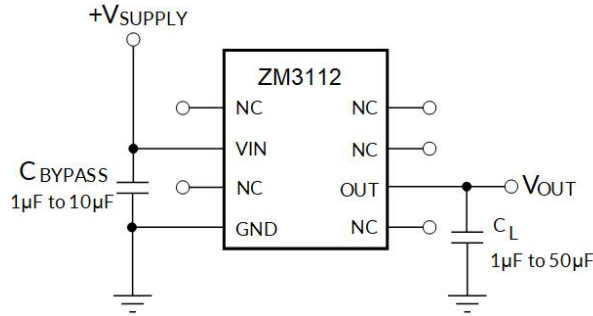 +VSUPPLY
ZM3112
NC NC
VIN NC
CBYPASS
1µF to 10µF
NC OUT VOUT
GND NC
CL
1µF to 50µF